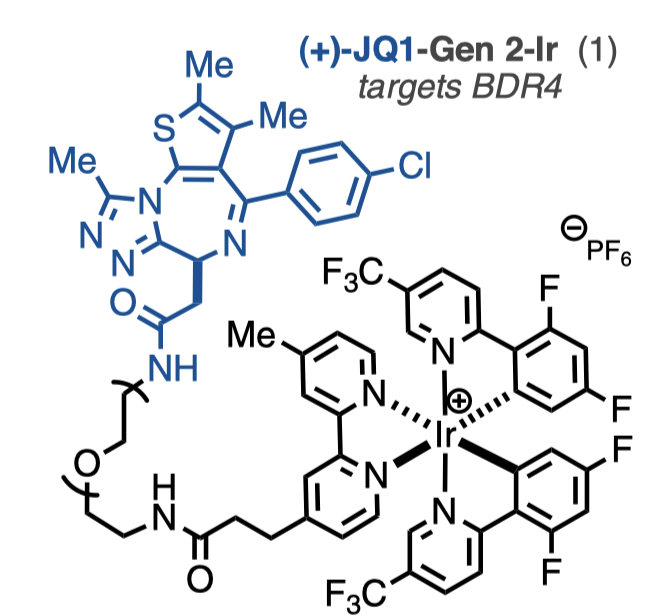 (+)-JQ1-Gen 2-Ir (1)
targets BDR4
Me
Me
S
Me
N
N
N
N
Cl
O
NH
⊖
PF6
F3C
F
Me
N
N
⊕
Ir
F
F
O
H
N
N
N
O
F3C
F